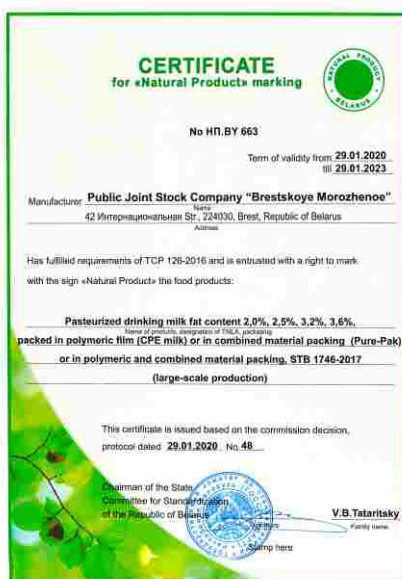 CERTIFICATE
for «Natural Product» marking
NATURAL PRODUCT
BELARUS
No НП.BY 663
Term of validity from 29.01.2020
till 29.01.2023
Manufacturer Public Joint Stock Company “Brestskoye Morozhenoe”
Name
42 Интернациональная Str., 224030, Brest, Republic of Belarus
Address
Has fulfilled requirements of TCP 126-2016 and is entrusted with a right to mark
with the sign «Natural Product» the food products:
Pasteurized drinking milk fat content 2,0%, 2,5%, 3,2%, 3,6%,
Name of products, designation of TNLA, packaging
packed in polymeric film (CPE milk) or in combined material packing (Pure-Pak)
or in polymeric and combined material packing, STB 1746-2017
(large-scale production)
This certificate is issued based on the commission decision,
protocol dated 29.01.2020 No 48
Chairman of the State
Committee for Standardization
of the Republic of Belarus
V.B.Tataritsky
Family name
Stamp here